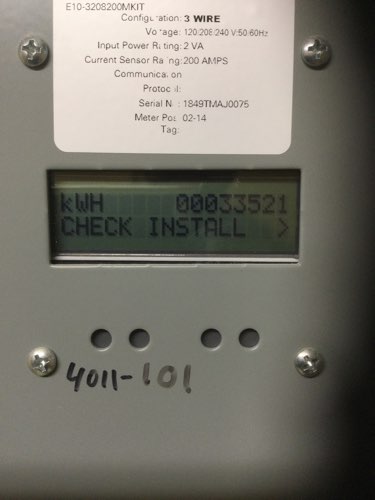 E10-3208200MKIT
Configuration: 3 WIRE
Voltage: 120/208/240 V:50-60Hz
Input Power Rating: 2 VA
Current Sensor Rating: 200 AMPS
Communication
Protocol:
Serial N : 1849TMAJ0075
Meter Pos: 02-14
Tag:
kWH 00033521
CHECK INSTALL >
4011-101